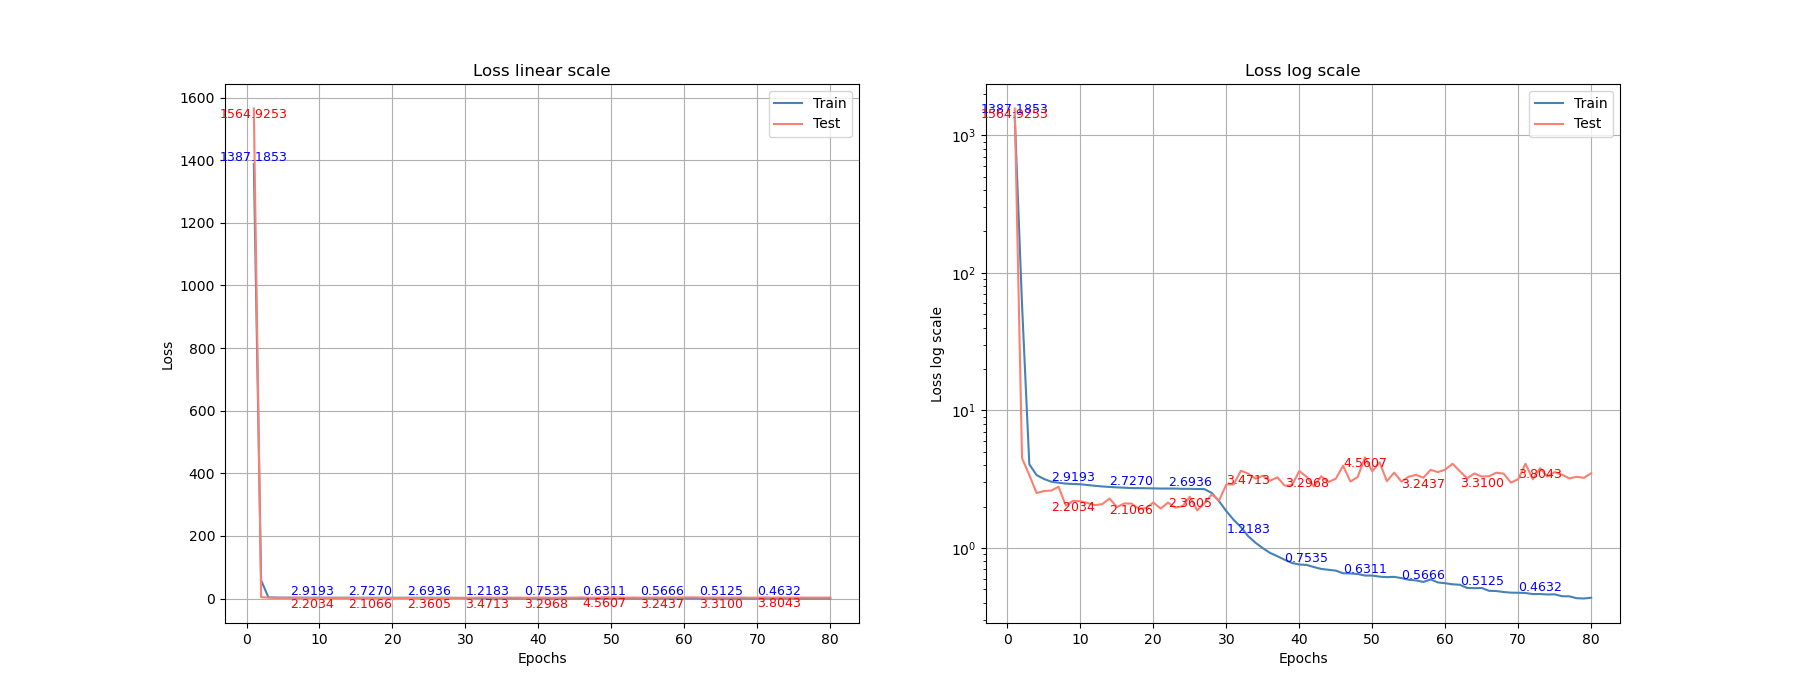 Loss linear scale
Loss
1600
1400
1200
1000
800
600
400
200
0
1564.9253
1387.1853
Train
Test
2.9193 2.7270 2.6936 1.2183 0.7535 0.6311 0.5666 0.5125 0.4632
2.2034 2.1066 2.3605 3.4713 3.2968 4.5607 3.2437 3.3100 3.8043
0 10 20 30 40 50 60 70 80
Epochs
Loss log scale
Loss log scale
10³
10²
10¹
10⁰
1387.1853
1564.9253
Train
Test
2.9193 2.7270 2.6936 1.2183 0.7535 0.6311 0.5666 0.5125 0.4632
2.2034 2.1066 2.3605 3.4713 3.2968 4.5607 3.2437 3.3100 3.8043
0 10 20 30 40 50 60 70 80
Epochs